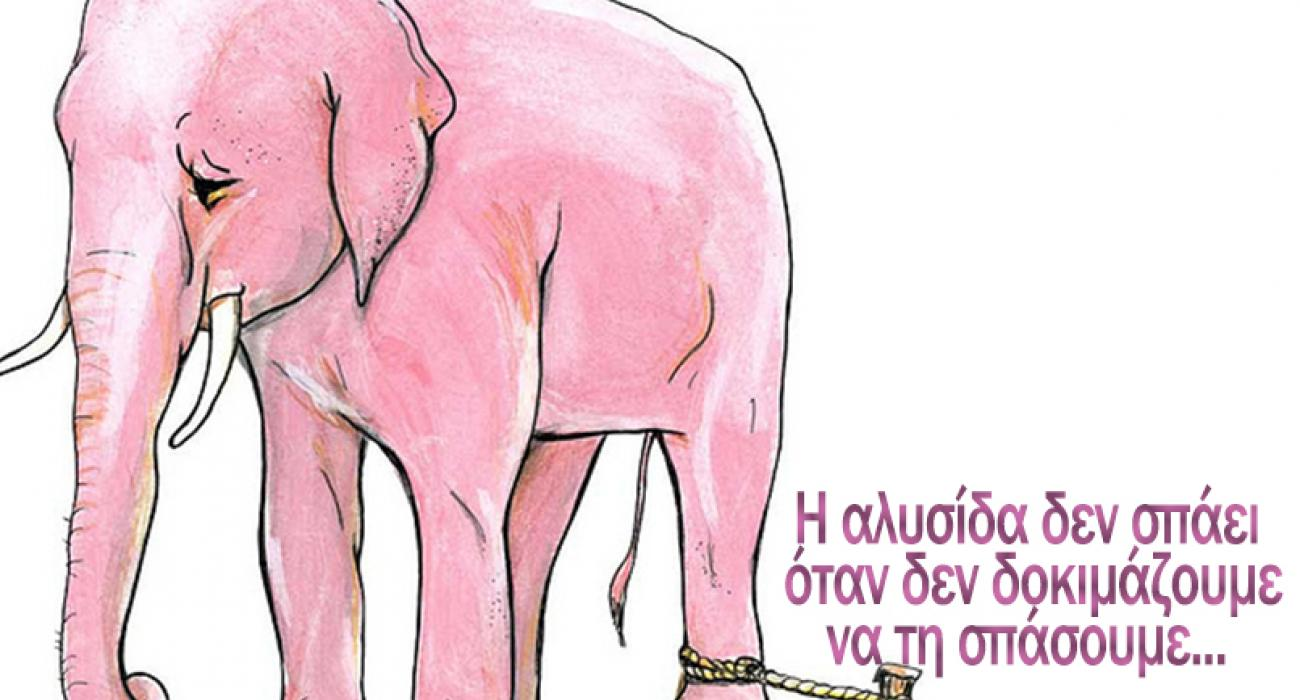 Η αλυσίδα δεν σπάει
όταν δεν δοκιμάζουμε
να τη σπάσουμε...